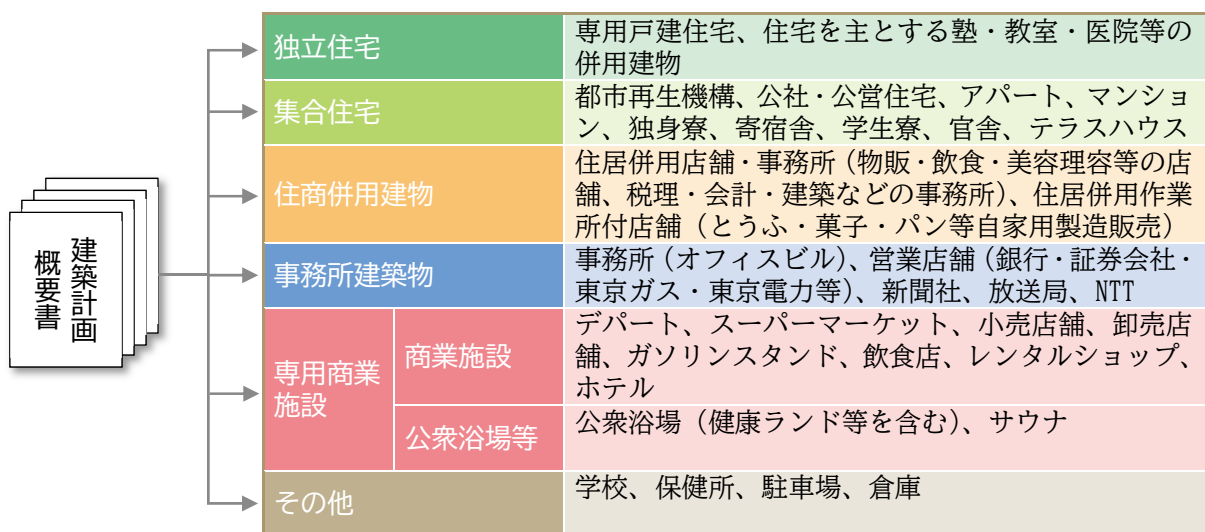 建築計画
概要書
独立住宅
専用戸建住宅、住宅を主とする塾・教室・医院等の
併用建物
集合住宅
都市再生機構、公社・公営住宅、アパート、マンショ
ン、独身寮、寄宿舎、学生寮、官舎、テラスハウス
住商併用建物
住居併用店舗・事務所（物販・飲食・美容理容等の店
舗、税理・会計・建築などの事務所）、住居併用作業
所付店舗（とうふ・菓子・パン等自家用製造販売）
事務所建築物
事務所（オフィスビル）、営業店舗（銀行・証券会社・
東京ガス・東京電力等）、新聞社、放送局、NTT
専用商業
施設
商業施設
デパート、スーパーマーケット、小売店舗、卸売店
舗、ガソリンスタンド、飲食店、レンタルショップ、
ホテル
公衆浴場等
公衆浴場（健康ランド等を含む）、サウナ
その他
学校、保健所、駐車場、倉庫